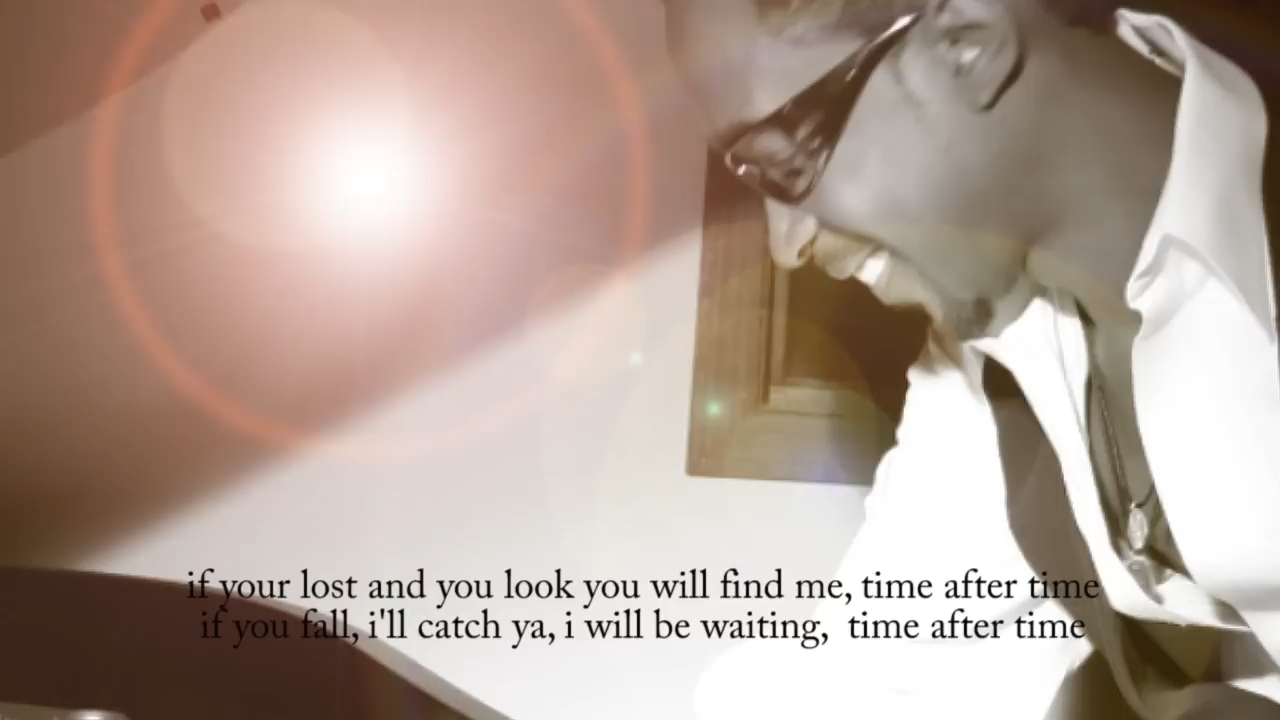 if your lost and you look you will find me, time after time
if you fall, i'll catch ya, i will be waiting,  time after time